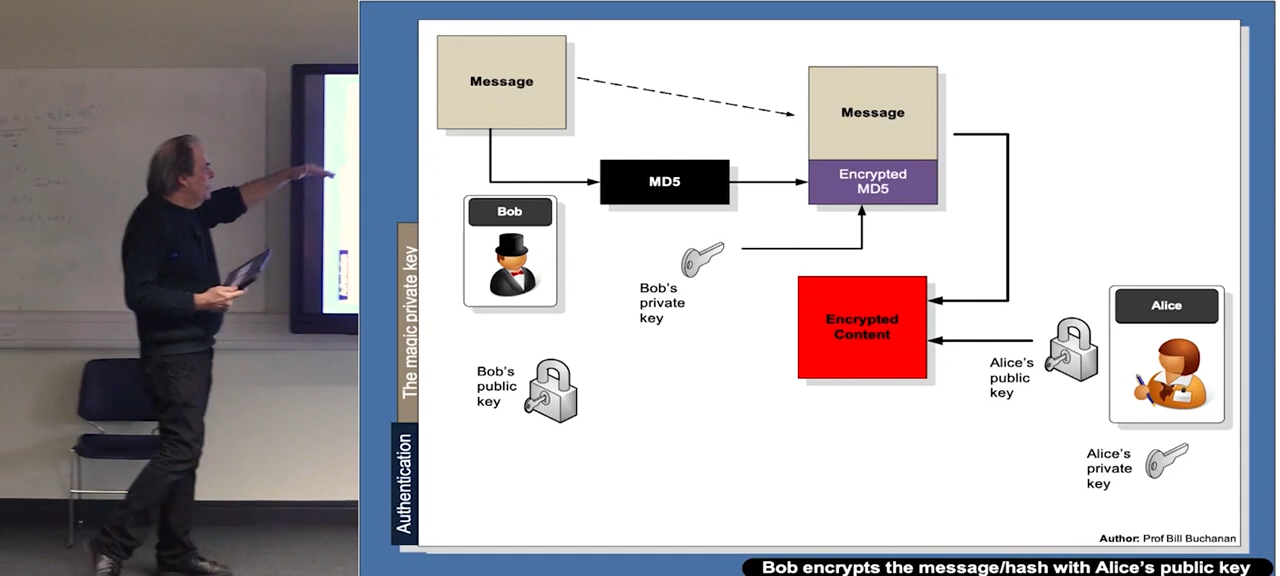 Message
Message
MD5
Encrypted
MD5
Bob
Bob's
private
key
Encrypted
Content
Alice
Alice's
public
key
Bob's
public
key
Alice's
private
key
The magic private key
Authentication
Author: Prof Bill Buchanan
Bob encrypts the message/hash with Alice's public key